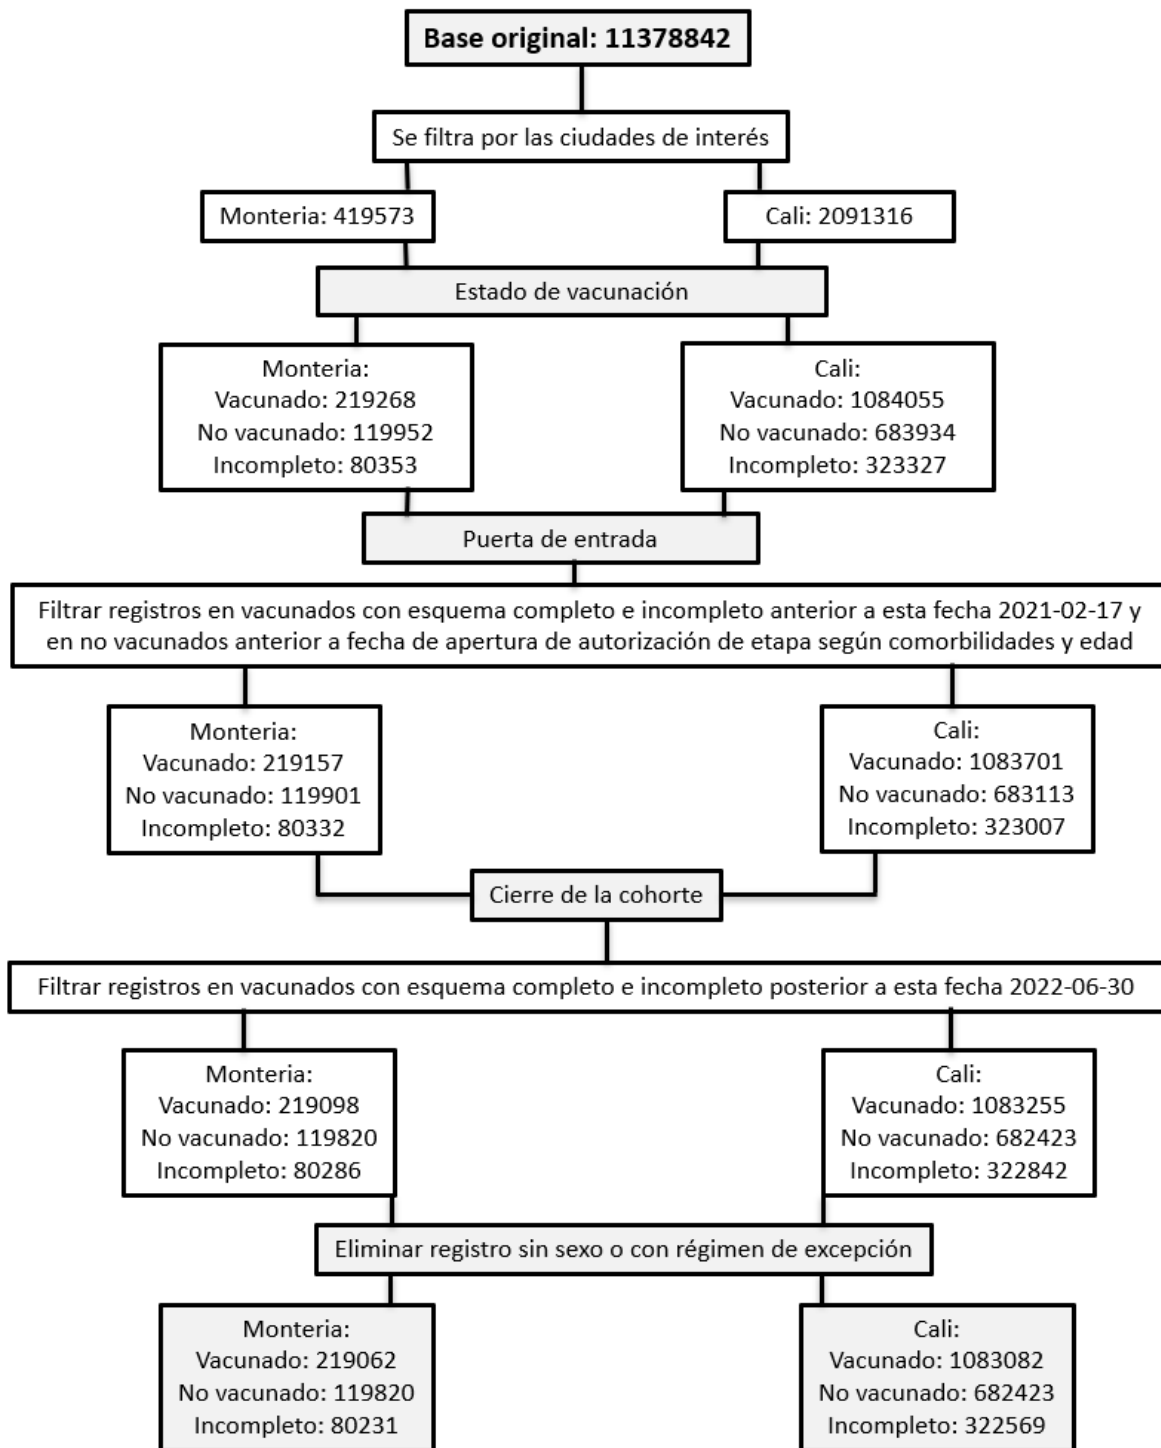 Base original: 11378842
Se filtra por las ciudades de interés
Monteria: 419573
Cali: 2091316
Estado de vacunación
Monteria:
Vacunado: 219268
No vacunado: 119952
Incompleto: 80353
Cali:
Vacunado: 1084055
No vacunado: 683934
Incompleto: 323327
Puerta de entrada
Filtrar registros en vacunados con esquema completo e incompleto anterior a esta fecha 2021-02-17 y
en no vacunados anterior a fecha de apertura de autorización de etapa según comorbilidades y edad
Monteria:
Vacunado: 219157
No vacunado: 119901
Incompleto: 80332
Cali:
Vacunado: 1083701
No vacunado: 683113
Incompleto: 323007
Cierre de la cohorte
Filtrar registros en vacunados con esquema completo e incompleto posterior a esta fecha 2022-06-30
Monteria:
Vacunado: 219098
No vacunado: 119820
Incompleto: 80286
Cali:
Vacunado: 1083255
No vacunado: 682423
Incompleto: 322842
Eliminar registro sin sexo o con régimen de excepción
Monteria:
Vacunado: 219062
No vacunado: 119820
Incompleto: 80231
Cali:
Vacunado: 1083082
No vacunado: 682423
Incompleto: 322569